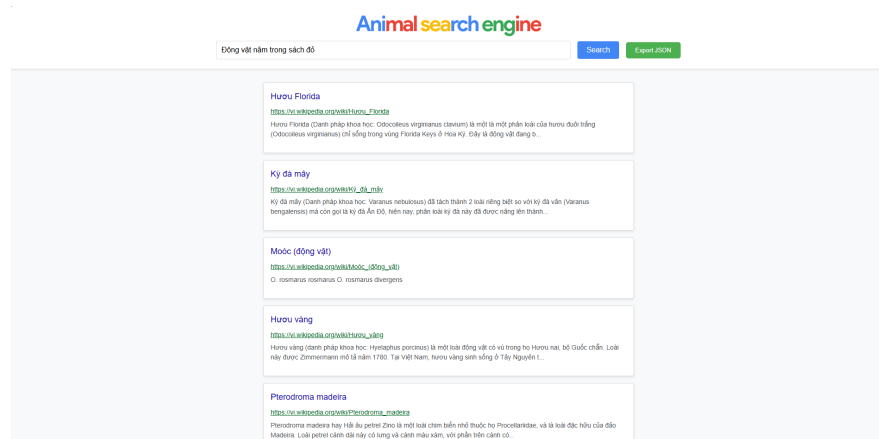 Animal search engine
Động vật nằm trong sách đỏ
Search
Export JSON
Hươu Florida
https://vi.wikipedia.org/wiki/Hươu_Florida
Hươu Florida (Danh pháp khoa học: Odocoileus virginianus clavium) là một là một phân loài của hươu đuôi trắng
(Odocoileus virginianus) chỉ sống trong vùng Florida Keys ở Hoa Kỳ. Đây là động vật đang b...
Kỳ đà mây
https://vi.wikipedia.org/wiki/Kỳ_đà_mây
Kỳ đà mây (Danh pháp khoa học: Varanus nebulosus) đã tách thành 2 loài riêng biệt so với kỳ đà vân (Varanus
bengalensis) mà còn gọi là kỳ đà Ấn Độ, hiện nay, phân loài kỳ đà này đã được nâng lên thành...
Moóc (động vật)
https://vi.wikipedia.org/wiki/Moóc_(động_vật)
O. rosmarus rosmarus O. rosmarus divergens
Hươu vàng
https://vi.wikipedia.org/wiki/Hươu_vàng
Hươu vàng (danh pháp khoa học: Hyelaphus porcinus) là một loài động vật có vú trong họ Hươu nai, bộ Guốc chẵn. Loài
này được Zimmermann mô tả năm 1780. Tại Việt Nam, hươu vàng sinh sống ở Tây Nguyên t...
Pterodroma madeira
https://vi.wikipedia.org/wiki/Pterodroma_madeira
Pterodroma madeira hay Hải âu petrel Zino là một loài chim biển nhỏ thuộc họ Procellariidae, và là loài đặc hữu của đảo
Madeira. Loài petrel cánh dài này có lưng và cánh màu xám, với phần trên cánh có...